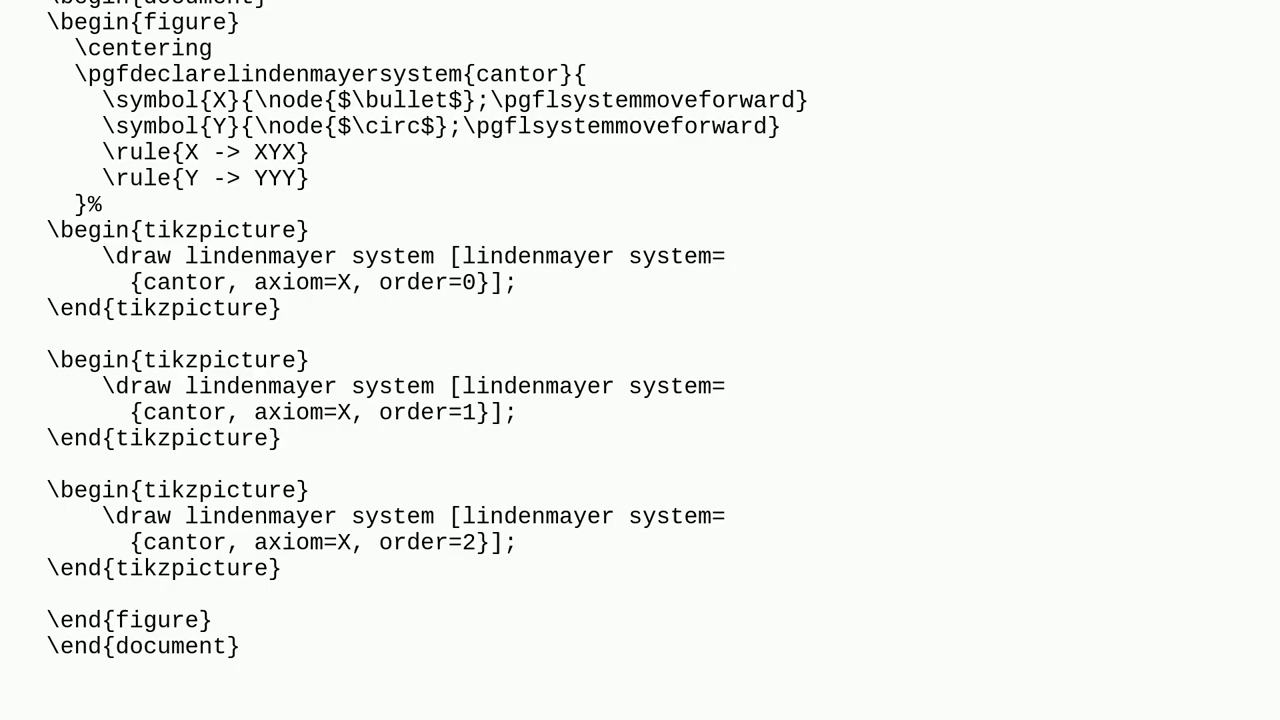 \begin{document}
\begin{figure}
  \centering
  \pgfdeclarelindenmayersystem{cantor}{
    \symbol{X}{\node{$\bullet$};\pgflsystemmoveforward}
    \symbol{Y}{\node{$\circ$};\pgflsystemmoveforward}
    \rule{X -> XYX}
    \rule{Y -> YYY}
  }%
\begin{tikzpicture}
    \draw lindenmayer system [lindenmayer system=
      {cantor, axiom=X, order=0}];
\end{tikzpicture}

\begin{tikzpicture}
    \draw lindenmayer system [lindenmayer system=
      {cantor, axiom=X, order=1}];
\end{tikzpicture}

\begin{tikzpicture}
    \draw lindenmayer system [lindenmayer system=
      {cantor, axiom=X, order=2}];
\end{tikzpicture}

\end{figure}
\end{document}